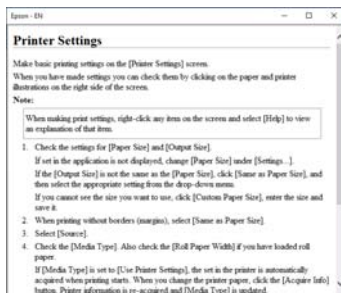 Epson - EN
Printer Settings
Make basic printing settings on the [Printer Settings] screen.
When you have made settings you can check them by clicking on the paper and printer
illustrations on the right side of the screen.
Note:
When making print settings, right-click any item on the screen and select [Help] to view
an explanation of that item.
1. Check the settings for [Paper Size] and [Output Size].
If set in the application is not displayed, change [Paper Size] under [Settings...].
If the [Output Size] is not the same as the [Paper Size], click [Same as Paper Size], and
then select the appropriate setting from the drop-down menu.
If you cannot see the size you want to use, click [Custom Paper Size], enter the size and
save it.
2. When printing without borders (margins), select [Same as Paper Size].
3. Select [Source].
4. Check the [Media Type]. Also check the [Roll Paper Width] if you have loaded roll
paper.
If [Media Type] is set to [Use Printer Settings], the set in the printer is automatically
acquired when printing starts. When you change the printer paper, click the [Acquire Info]
button. Printer information is re-acquired and [Media Type] is updated.